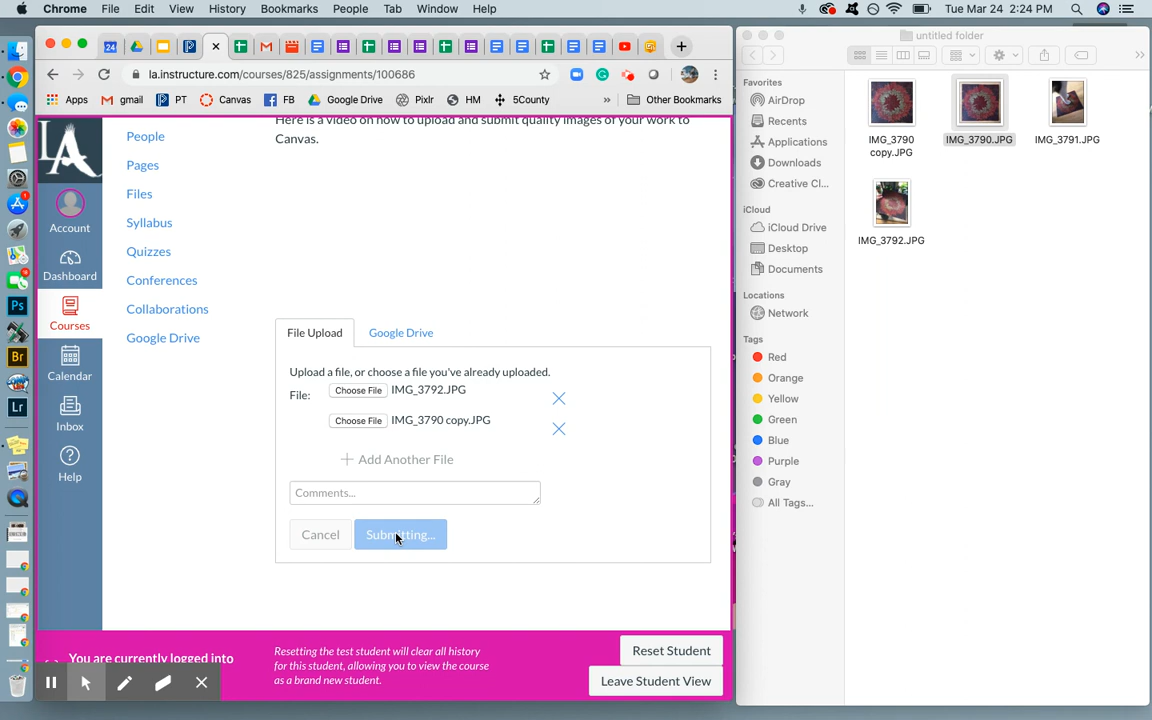 Chrome File Edit View History Bookmarks People Tab Window Help Tue Mar 24 2:24 PM
24
la.instructure.com/courses/825/assignments/100686
Apps gmail PT Canvas FB Google Drive Pixlr HM 5County » Other Bookmarks
LA
Account
Dashboard
Courses
Calendar
Inbox
Help
People
Pages
Files
Syllabus
Quizzes
Conferences
Collaborations
Google Drive
Here is a video on how to upload and submit quality images of your work to
Canvas.
File Upload Google Drive
Upload a file, or choose a file you've already uploaded.
File: Choose File IMG_3792.JPG
Choose File IMG_3790 copy.JPG
Add Another File
Comments...
Cancel Submitting...
You are currently logged into
Resetting the test student will clear all history
for this student, allowing you to view the course
as a brand new student.
Reset Student
Leave Student View
Ps
Br
Lr
untitled folder
»
Favorites
AirDrop
Recents
Applications
Downloads
Creative Cl...
iCloud
iCloud Drive
Desktop
Documents
Locations
Network
Tags
Red
Orange
Yellow
Green
Blue
Purple
Gray
All Tags...
IMG_3790
copy.JPG
IMG_3790.JPG
IMG_3791.JPG
IMG_3792.JPG